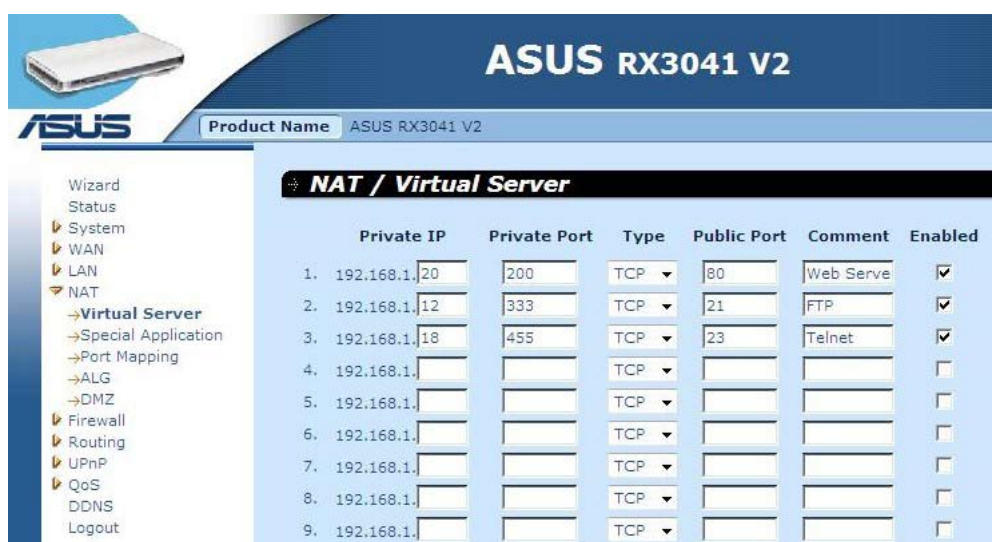 ASUS RX3041 V2
ASUS
Product Name ASUS RX3041 V2
Wizard
Status
System
WAN
LAN
NAT
→Virtual Server
→Special Application
→Port Mapping
→ALG
→DMZ
Firewall
Routing
UPnP
QoS
DDNS
Logout
NAT / Virtual Server
Private IP Private Port Type Public Port Comment Enabled
1. 192.168.1.20 200 TCP 80 Web Serve
2. 192.168.1.12 333 TCP 21 FTP
3. 192.168.1.18 455 TCP 23 Telnet
4. 192.168.1. TCP
5. 192.168.1. TCP
6. 192.168.1. TCP
7. 192.168.1. TCP
8. 192.168.1. TCP
9. 192.168.1. TCP